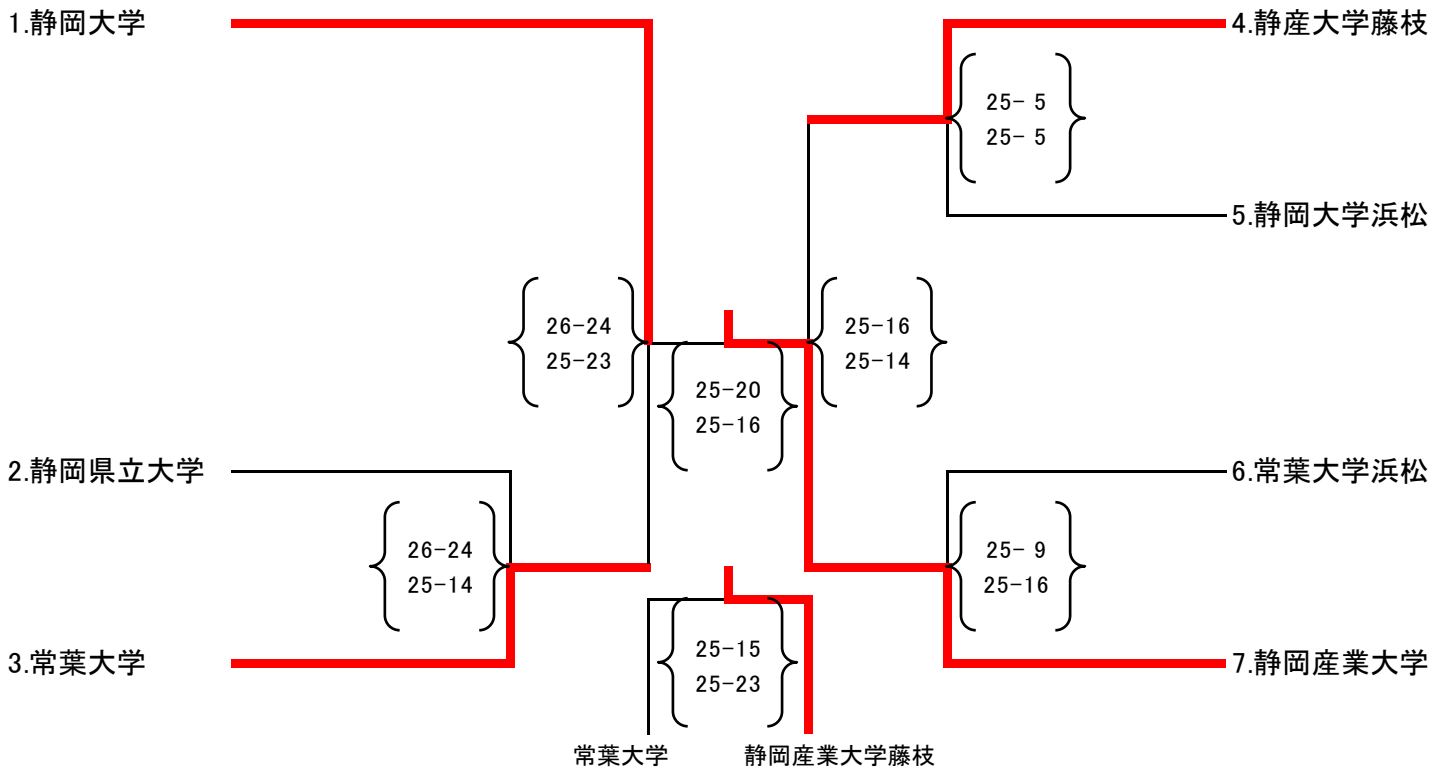 1.静岡大学
4.静産大学藤枝
25- 5
25- 5
5.静岡大学浜松
26-24
25-23
25-16
25-14
25-20
25-16
2.静岡県立大学
6.常葉大学浜松
26-24
25-14
25- 9
25-16
3.常葉大学
7.静岡産業大学
25-15
25-23
常葉大学
静岡産業大学藤枝